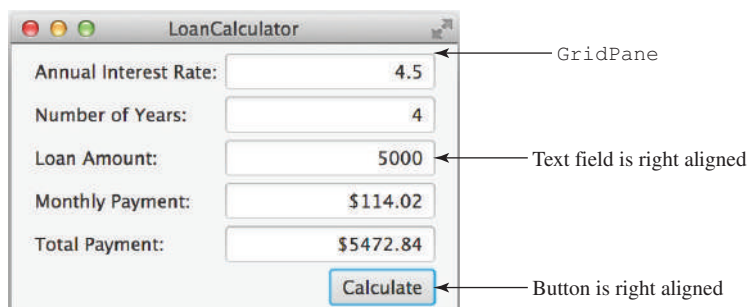 LoanCalculator
GridPane
Annual Interest Rate: 4.5
Number of Years: 4
Loan Amount: 5000
Text field is right aligned
Monthly Payment: $114.02
Total Payment: $5472.84
Calculate
Button is right aligned